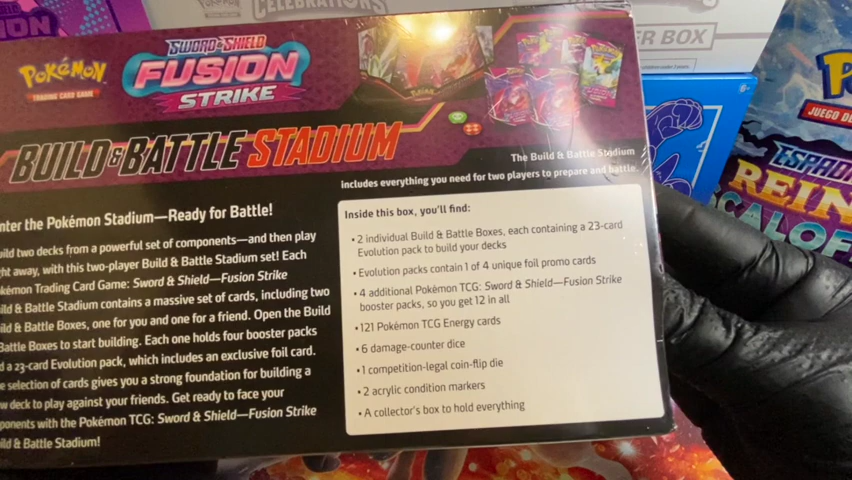 CELEBRATIONS
ER BOX
SWORD & SHIELD
FUSION
STRIKE
Pokémon
TRADING CARD GAME
BUILD & BATTLE STADIUM
The Build & Battle Stadium
includes everything you need for two players to prepare and battle.
nter the Pokémon Stadium—Ready for Battle!
ild two decks from a powerful set of components—and then play
ht away, with this two-player Build & Battle Stadium set! Each
kémon Trading Card Game: Sword & Shield—Fusion Strike
ild & Battle Stadium contains a massive set of cards, including two
ild & Battle Boxes, one for you and one for a friend. Open the Build
Battle Boxes to start building. Each one holds four booster packs
d a 23-card Evolution pack, which includes an exclusive foil card.
e selection of cards gives you a strong foundation for building a
w deck to play against your friends. Get ready to face your
ponents with the Pokémon TCG: Sword & Shield—Fusion Strike
ild & Battle Stadium!
Inside this box, you'll find:
• 2 individual Build & Battle Boxes, each containing a 23-card
Evolution pack to build your decks
• Evolution packs contain 1 of 4 unique foil promo cards
• 4 additional Pokémon TCG: Sword & Shield—Fusion Strike
booster packs, so you get 12 in all
• 121 Pokémon TCG Energy cards
• 6 damage-counter dice
• 1 competition-legal coin-flip die
• 2 acrylic condition markers
• A collector's box to hold everything
6+
JUEGO DE
ESPAD
REIN
CALOF